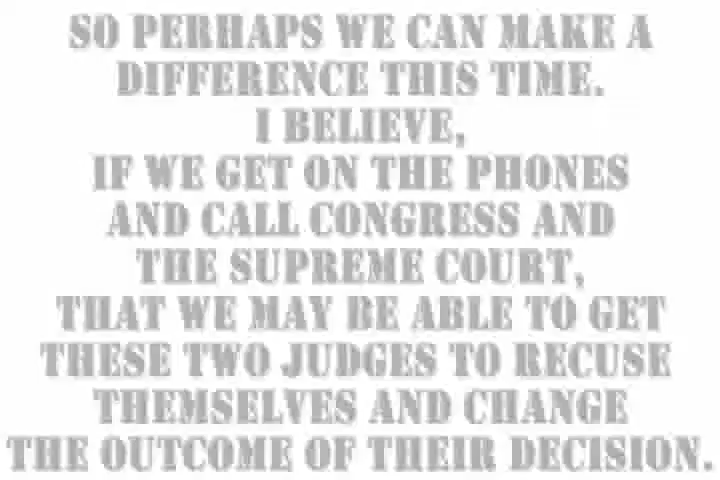 SO PERHAPS WE CAN MAKE A
DIFFERENCE THIS TIME.
I BELIEVE,
IF WE GET ON THE PHONES
AND CALL CONGRESS AND
THE SUPREME COURT,
THAT WE MAY BE ABLE TO GET
THESE TWO JUDGES TO RECUSE
THEMSELVES AND CHANGE
THE OUTCOME OF THEIR DECISION.